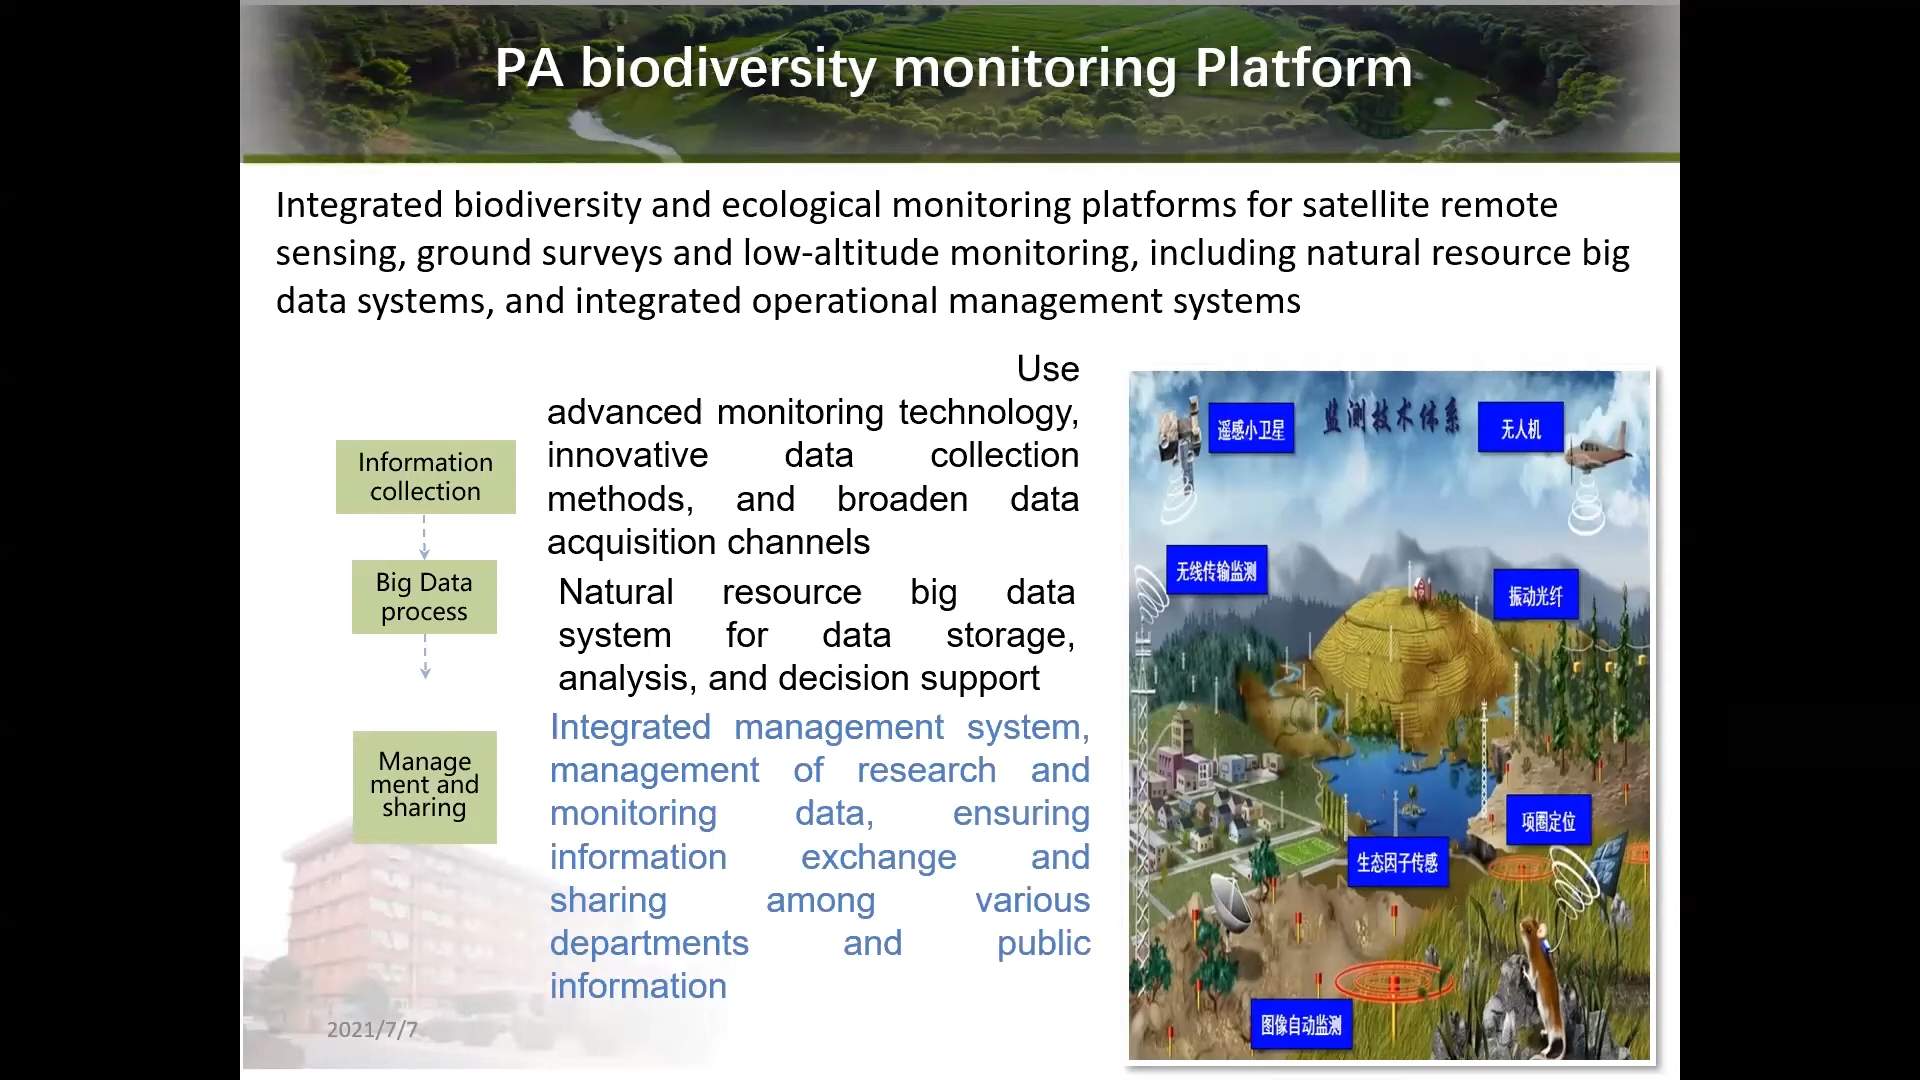 PA biodiversity monitoring Platform
Integrated biodiversity and ecological monitoring platforms for satellite remote
sensing, ground surveys and low-altitude monitoring, including natural resource big
data systems, and integrated operational management systems
Information
collection
Use
advanced monitoring technology,
innovative data collection
methods, and broaden data
acquisition channels
Big Data
process
Natural resource big data
system for data storage,
analysis, and decision support
Manage
ment and
sharing
Integrated management system,
management of research and
monitoring data, ensuring
information exchange and
sharing among various
departments and public
information
2021/7/7
监测技术体系
遥感小卫星
无人机
无线传输监测
振动光纤
项圈定位
生态因子传感
图像自动监测